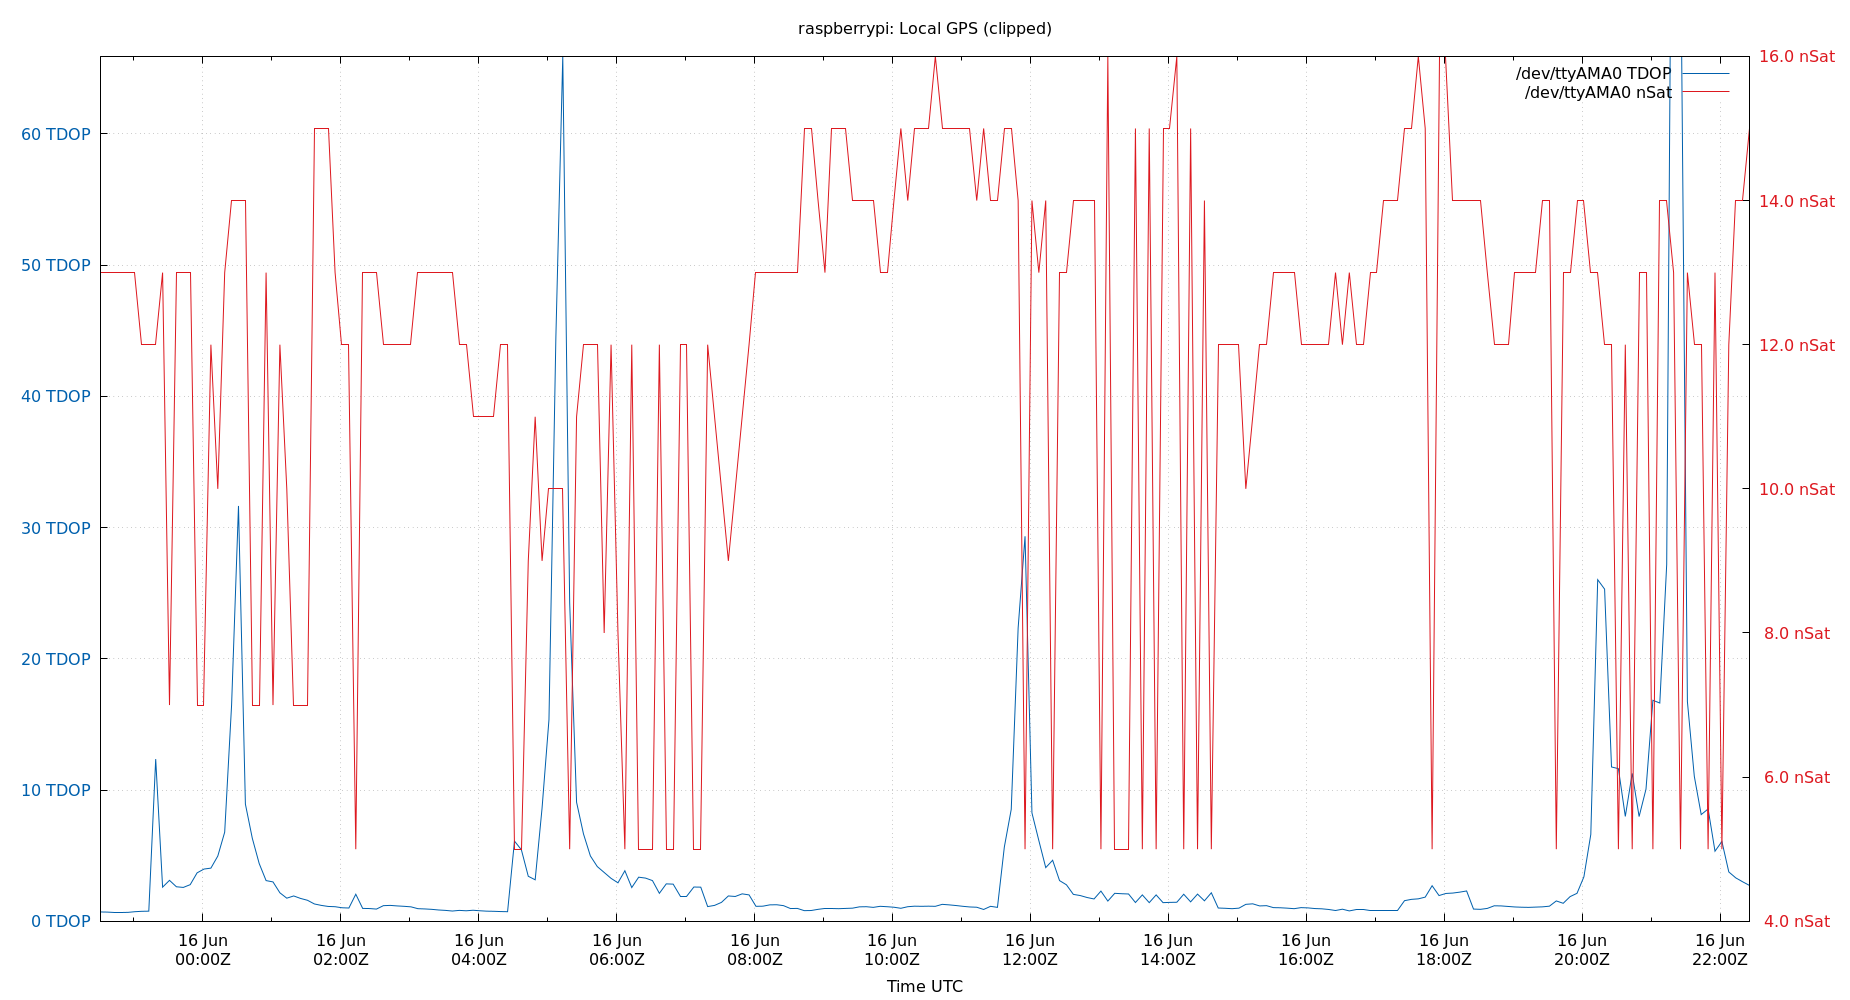 raspberrypi: Local GPS (clipped)
/dev/ttyAMA0 TDOP
/dev/ttyAMA0 nSat
60 TDOP
50 TDOP
40 TDOP
30 TDOP
20 TDOP
10 TDOP
0 TDOP
16.0 nSat
14.0 nSat
12.0 nSat
10.0 nSat
8.0 nSat
6.0 nSat
4.0 nSat
16 Jun 16 Jun 16 Jun 16 Jun 16 Jun 16 Jun 16 Jun 16 Jun 16 Jun 16 Jun 16 Jun 16 Jun
00:00Z 02:00Z 04:00Z 06:00Z 08:00Z 10:00Z 12:00Z 14:00Z 16:00Z 18:00Z 20:00Z 22:00Z
Time UTC